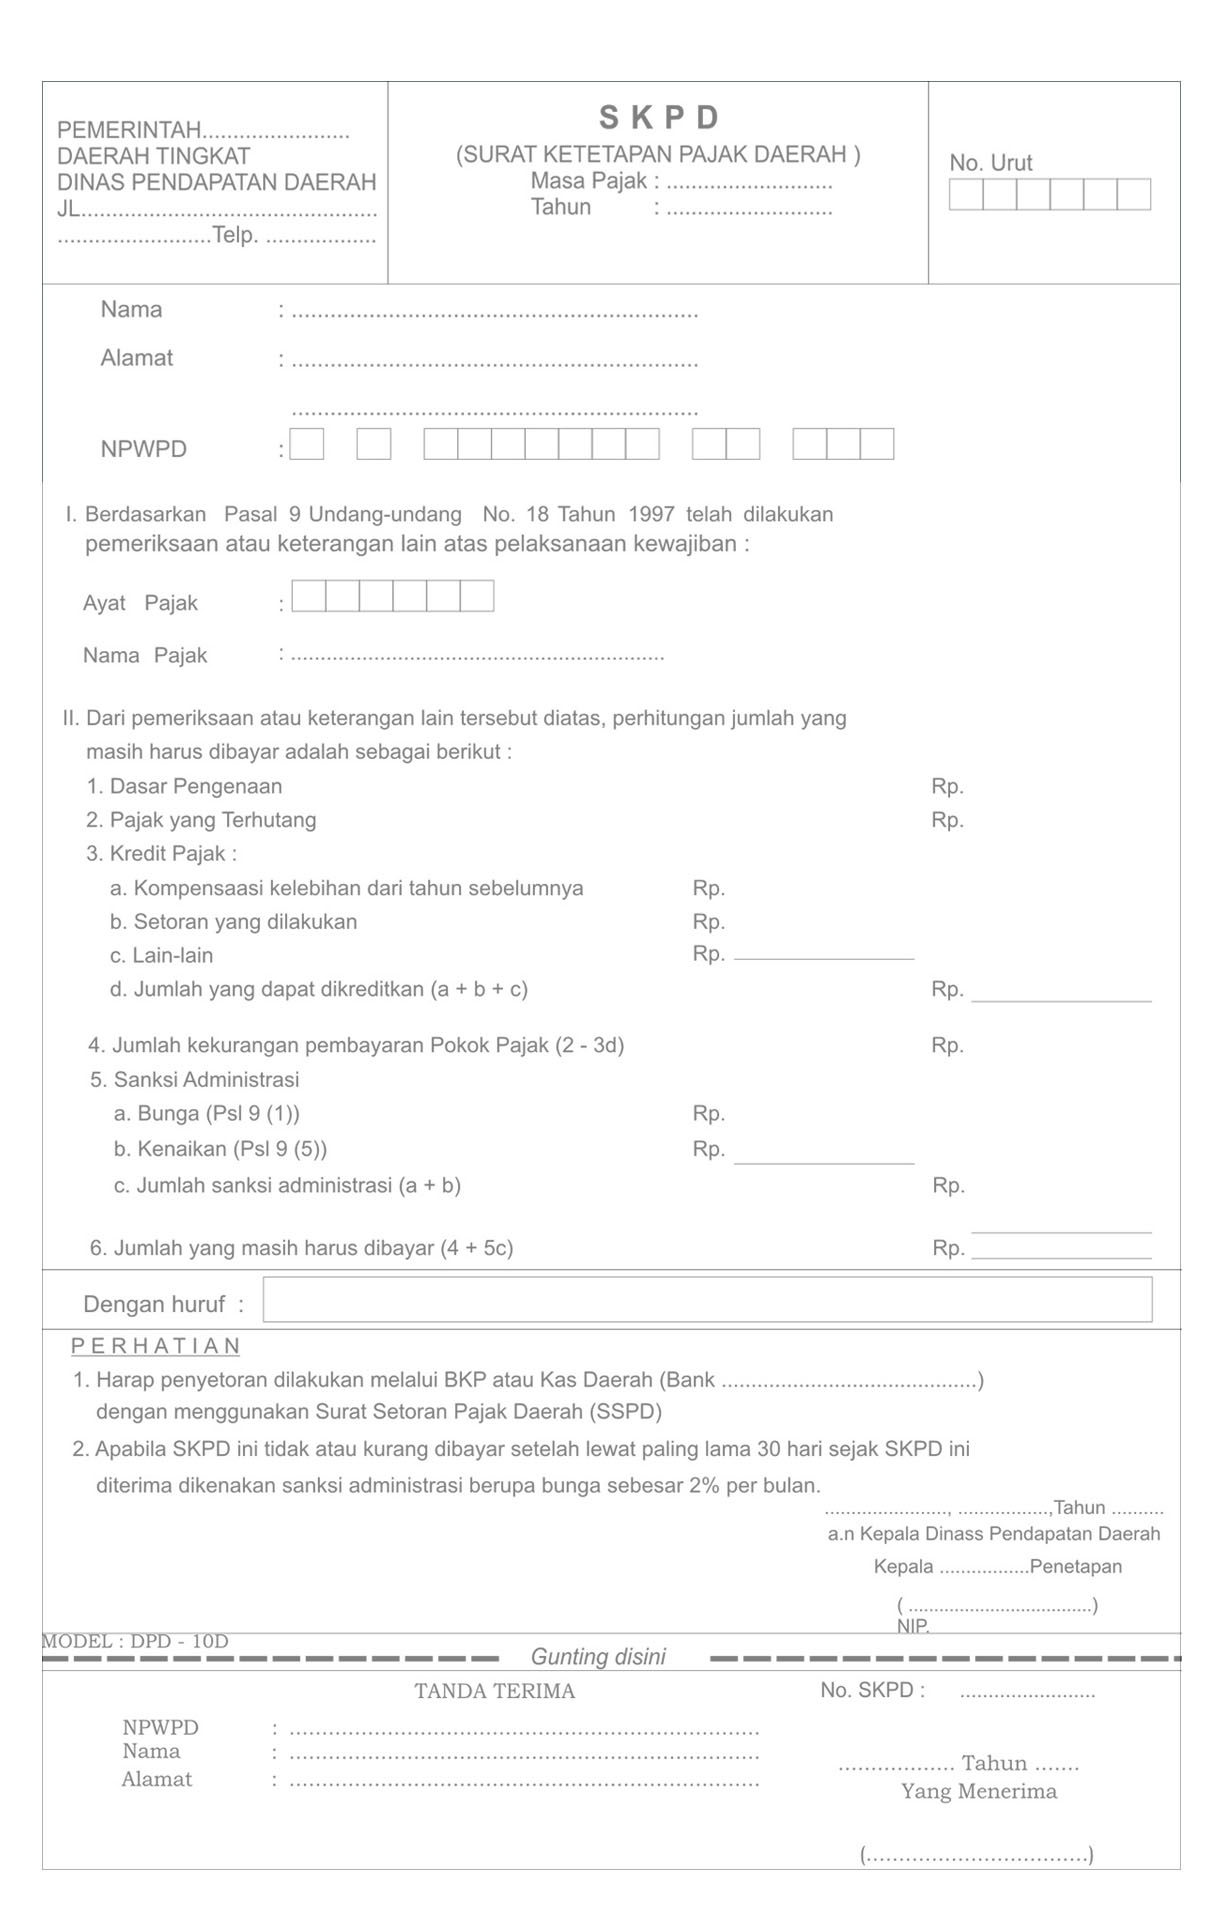 PEMERINTAH........................
DAERAH TINGKAT
DINAS PENDAPATAN DAERAH
JL................................................
.........................Telp. ..................
S K P D
(SURAT KETETAPAN PAJAK DAERAH )
Masa Pajak : ...........................
Tahun : ...........................
No. Urut
Nama : ...............................................................
Alamat : ...............................................................
...............................................................
NPWPD :
I. Berdasarkan Pasal 9 Undang-undang No. 18 Tahun 1997 telah dilakukan
pemeriksaan atau keterangan lain atas pelaksanaan kewajiban :
Ayat Pajak :
Nama Pajak : ...............................................................
II. Dari pemeriksaan atau keterangan lain tersebut diatas, perhitungan jumlah yang
masih harus dibayar adalah sebagai berikut :
1. Dasar Pengenaan Rp.
2. Pajak yang Terhutang Rp.
3. Kredit Pajak :
a. Kompensaasi kelebihan dari tahun sebelumnya Rp.
b. Setoran yang dilakukan Rp.
c. Lain-lain Rp.
d. Jumlah yang dapat dikreditkan (a + b + c) Rp.
4. Jumlah kekurangan pembayaran Pokok Pajak (2 - 3d) Rp.
5. Sanksi Administrasi
a. Bunga (Psl 9 (1)) Rp.
b. Kenaikan (Psl 9 (5)) Rp.
c. Jumlah sanksi administrasi (a + b) Rp.
6. Jumlah yang masih harus dibayar (4 + 5c) Rp.
Dengan huruf :
P E R H A T I A N
1. Harap penyetoran dilakukan melalui BKP atau Kas Daerah (Bank ...........................................)
dengan menggunakan Surat Setoran Pajak Daerah (SSPD)
2. Apabila SKPD ini tidak atau kurang dibayar setelah lewat paling lama 30 hari sejak SKPD ini
diterima dikenakan sanksi administrasi berupa bunga sebesar 2% per bulan.
......................., .................,Tahun ..........
a.n Kepala Dinass Pendapatan Daerah
Kepala .................Penetapan
( ...................................)
NIP.
MODEL : DPD - 10D
Gunting disini
TANDA TERIMA
No. SKPD : ........................
NPWPD : ...............................................................
Nama : ...............................................................
Alamat : ...............................................................
.................. Tahun .......
Yang Menerima
(................................)